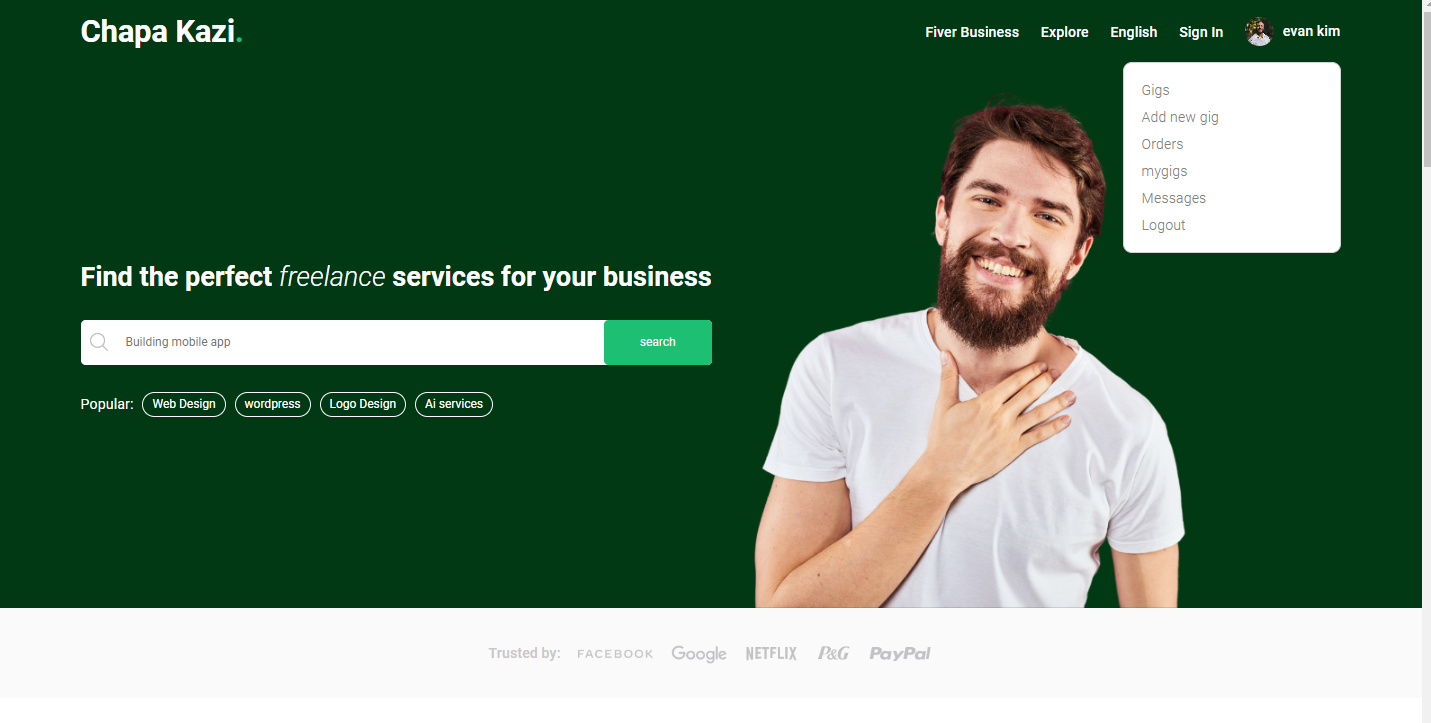 Chapa Kazi.
Fiver Business Explore English Sign In evan kim
Gigs
Add new gig
Orders
mygigs
Messages
Logout
Find the perfect freelance services for your business
Building mobile app search
Popular: Web Design wordpress Logo Design Ai services
Trusted by: FACEBOOK Google NETFLIX P&G PayPal